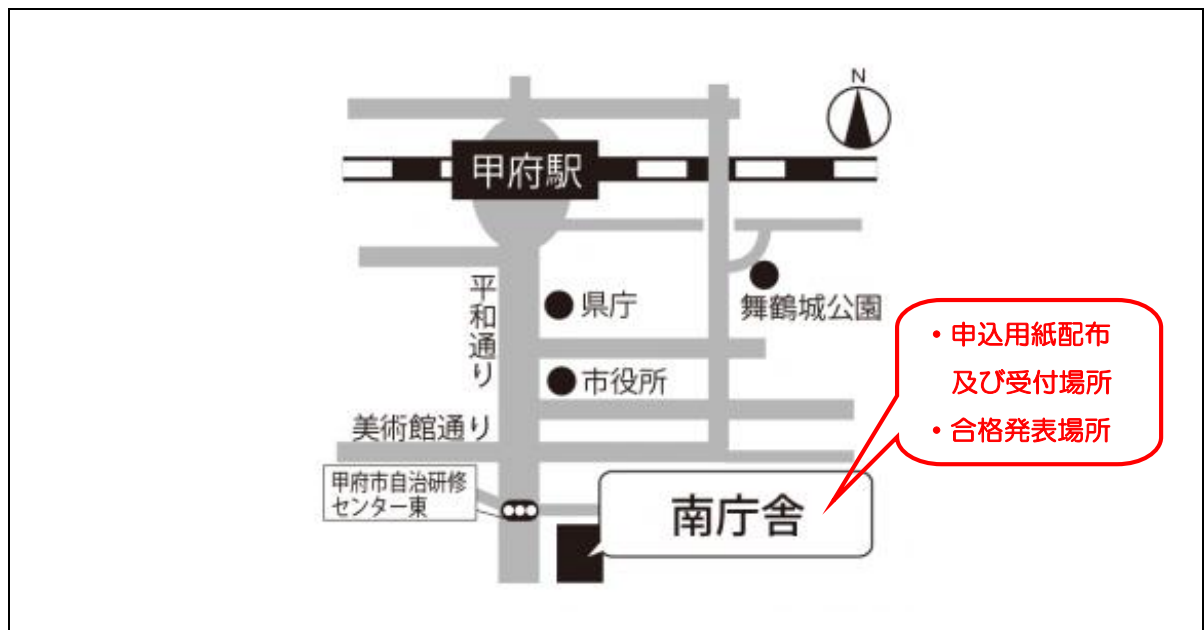 N
甲府駅
平和通り
県庁
舞鶴城公園
市役所
美術館通り
甲府市自治研修
センター東
南庁舎
・申込用紙配布
及び受付場所
・合格発表場所